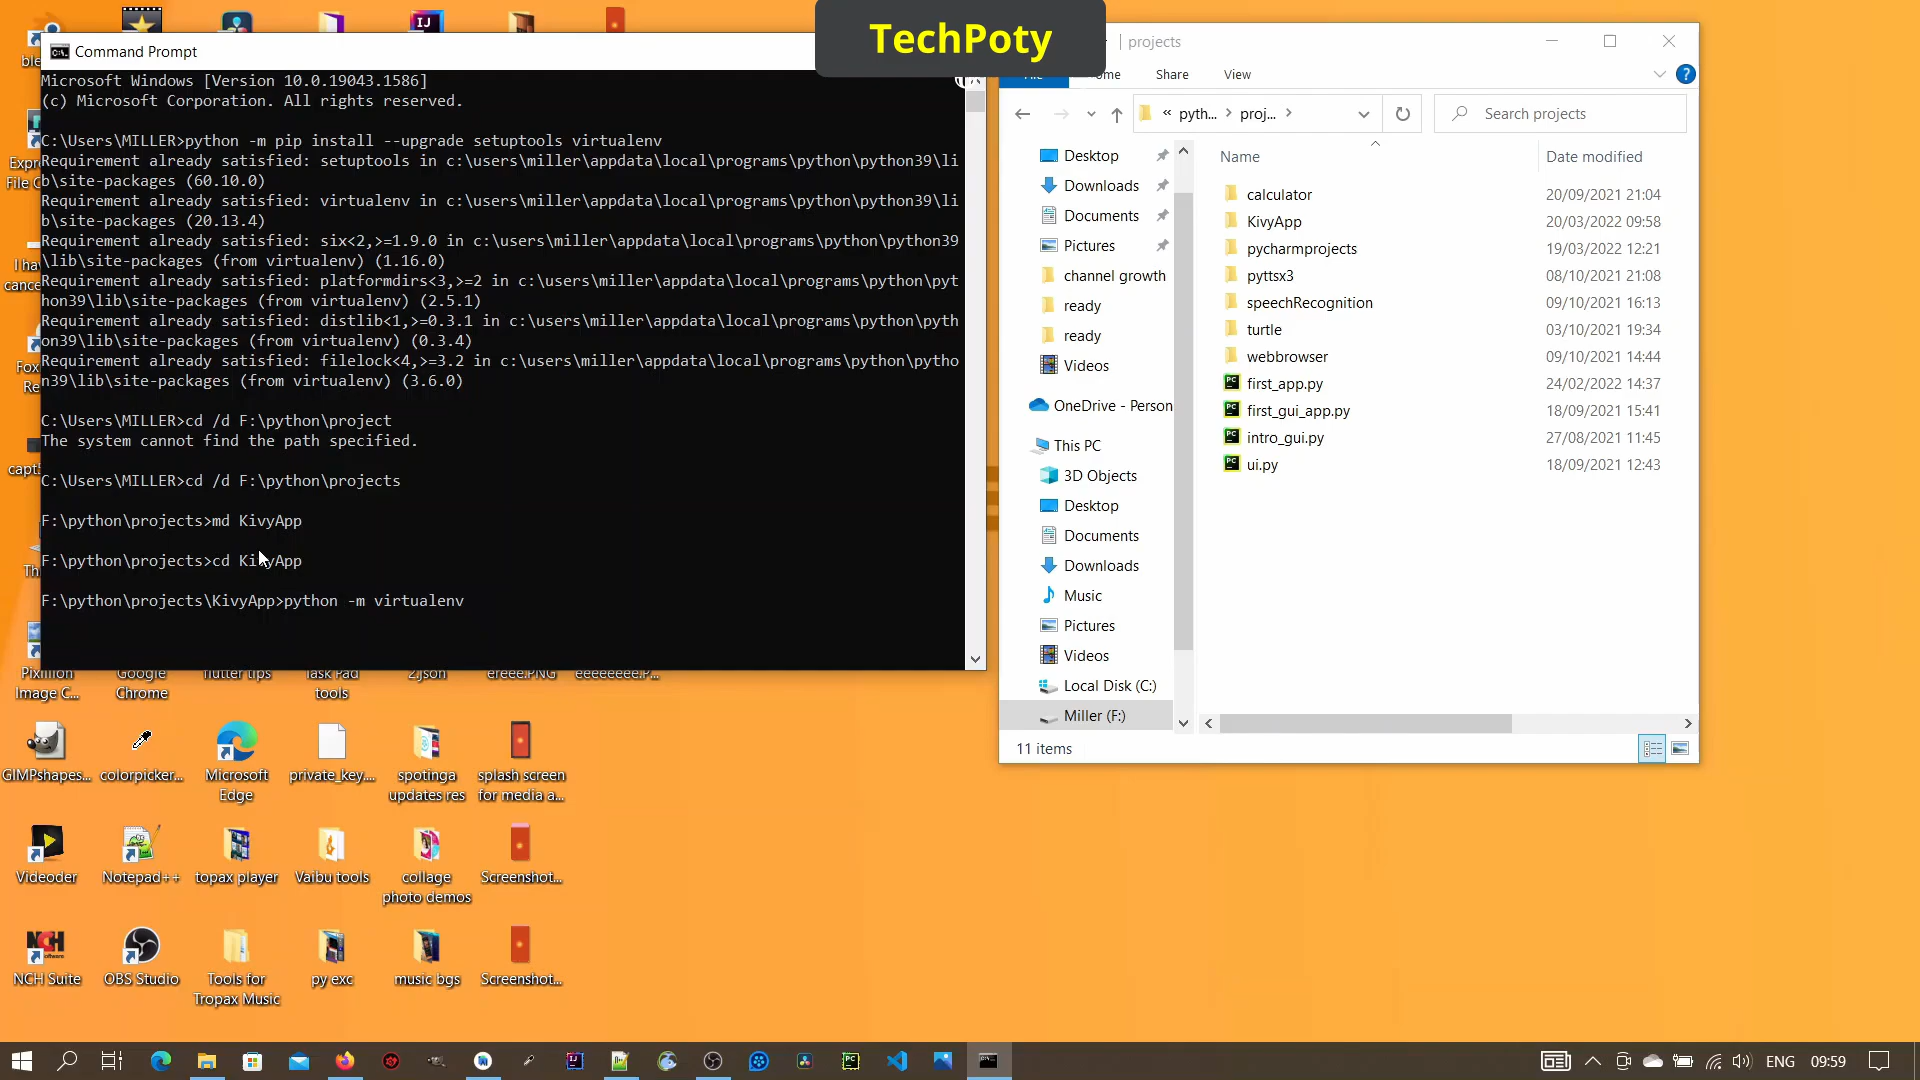 TechPoty
Command Prompt
Microsoft Windows [Version 10.0.19043.1586]
(c) Microsoft Corporation. All rights reserved.
C:\Users\MILLER>python -m pip install --upgrade setuptools virtualenv
Requirement already satisfied: setuptools in c:\users\miller\appdata\local\programs\python\python39\li
b\site-packages (60.10.0)
Requirement already satisfied: virtualenv in c:\users\miller\appdata\local\programs\python\python39\li
b\site-packages (20.13.4)
Requirement already satisfied: six<2,>=1.9.0 in c:\users\miller\appdata\local\programs\python\python39
\lib\site-packages (from virtualenv) (1.16.0)
Requirement already satisfied: platformdirs<3,>=2 in c:\users\miller\appdata\local\programs\python\pyt
hon39\lib\site-packages (from virtualenv) (2.5.1)
Requirement already satisfied: distlib<1,>=0.3.1 in c:\users\miller\appdata\local\programs\python\pyth
on39\lib\site-packages (from virtualenv) (0.3.4)
Requirement already satisfied: filelock<4,>=3.2 in c:\users\miller\appdata\local\programs\python\pytho
n39\lib\site-packages (from virtualenv) (3.6.0)
C:\Users\MILLER>cd /d F:\python\project
The system cannot find the path specified.
C:\Users\MILLER>cd /d F:\python\projects
F:\python\projects>md KivyApp
F:\python\projects>cd KivyApp
F:\python\projects\KivyApp>python -m virtualenv
projects
Share View
pyth... proj...
Search projects
Name Date modified
Desktop
Downloads
Documents
Pictures
channel growth
ready
ready
Videos
OneDrive - Person
This PC
3D Objects
Desktop
Documents
Downloads
Music
Pictures
Videos
Local Disk (C:)
Miller (F:)
calculator 20/09/2021 21:04
KivyApp 20/03/2022 09:58
pycharmprojects 19/03/2022 12:21
pyttsx3 08/10/2021 21:08
speechRecognition 09/10/2021 16:13
turtle 03/10/2021 19:34
webbrowser 09/10/2021 14:44
first_app.py 24/02/2022 14:37
first_gui_app.py 18/09/2021 15:41
intro_gui.py 27/08/2021 11:45
ui.py 18/09/2021 12:43
11 items
Pixillion
Image C...
Google
Chrome
flutter tips
Task Pad
tools
2.json
ereee.PNG
eeeeeeee.P...
GIMPshapes...
colorpicker...
Microsoft
Edge
private_key....
spotinga
updates res
splash screen
for media a...
Videoder
Notepad++
topax player
Vaibu tools
collage
photo demos
Screenshot...
NCH Suite
OBS Studio
Tools for
Tropax Music
py exc
music bgs
Screenshot...
ENG 09:59